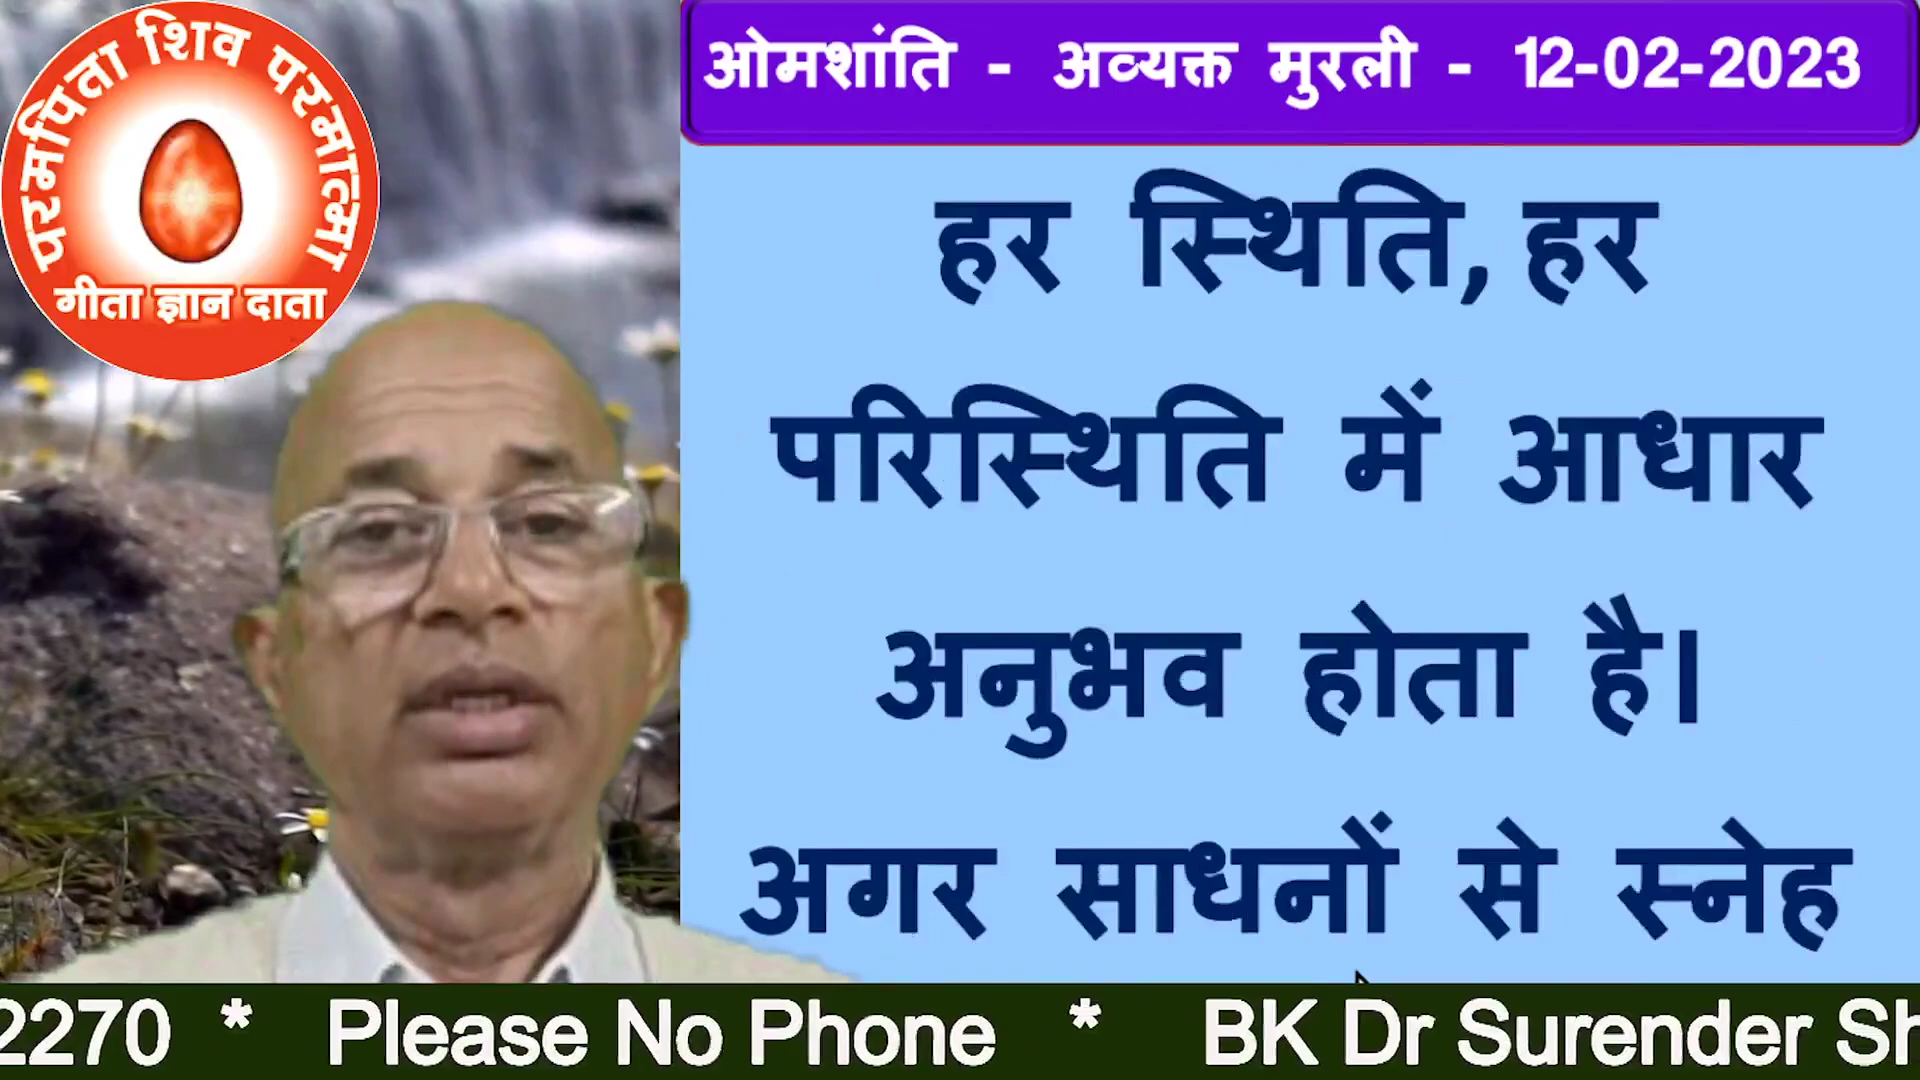 परमपिता शिव परमात्मा
गीता ज्ञान दाता
ओमशांति - अव्यक्त मुरली - 12-02-2023
हर स्थिति, हर
परिस्थिति में आधार
अनुभव होता है।
अगर साधनों से स्नेह
2270 * Please No Phone * BK Dr Surender Sh